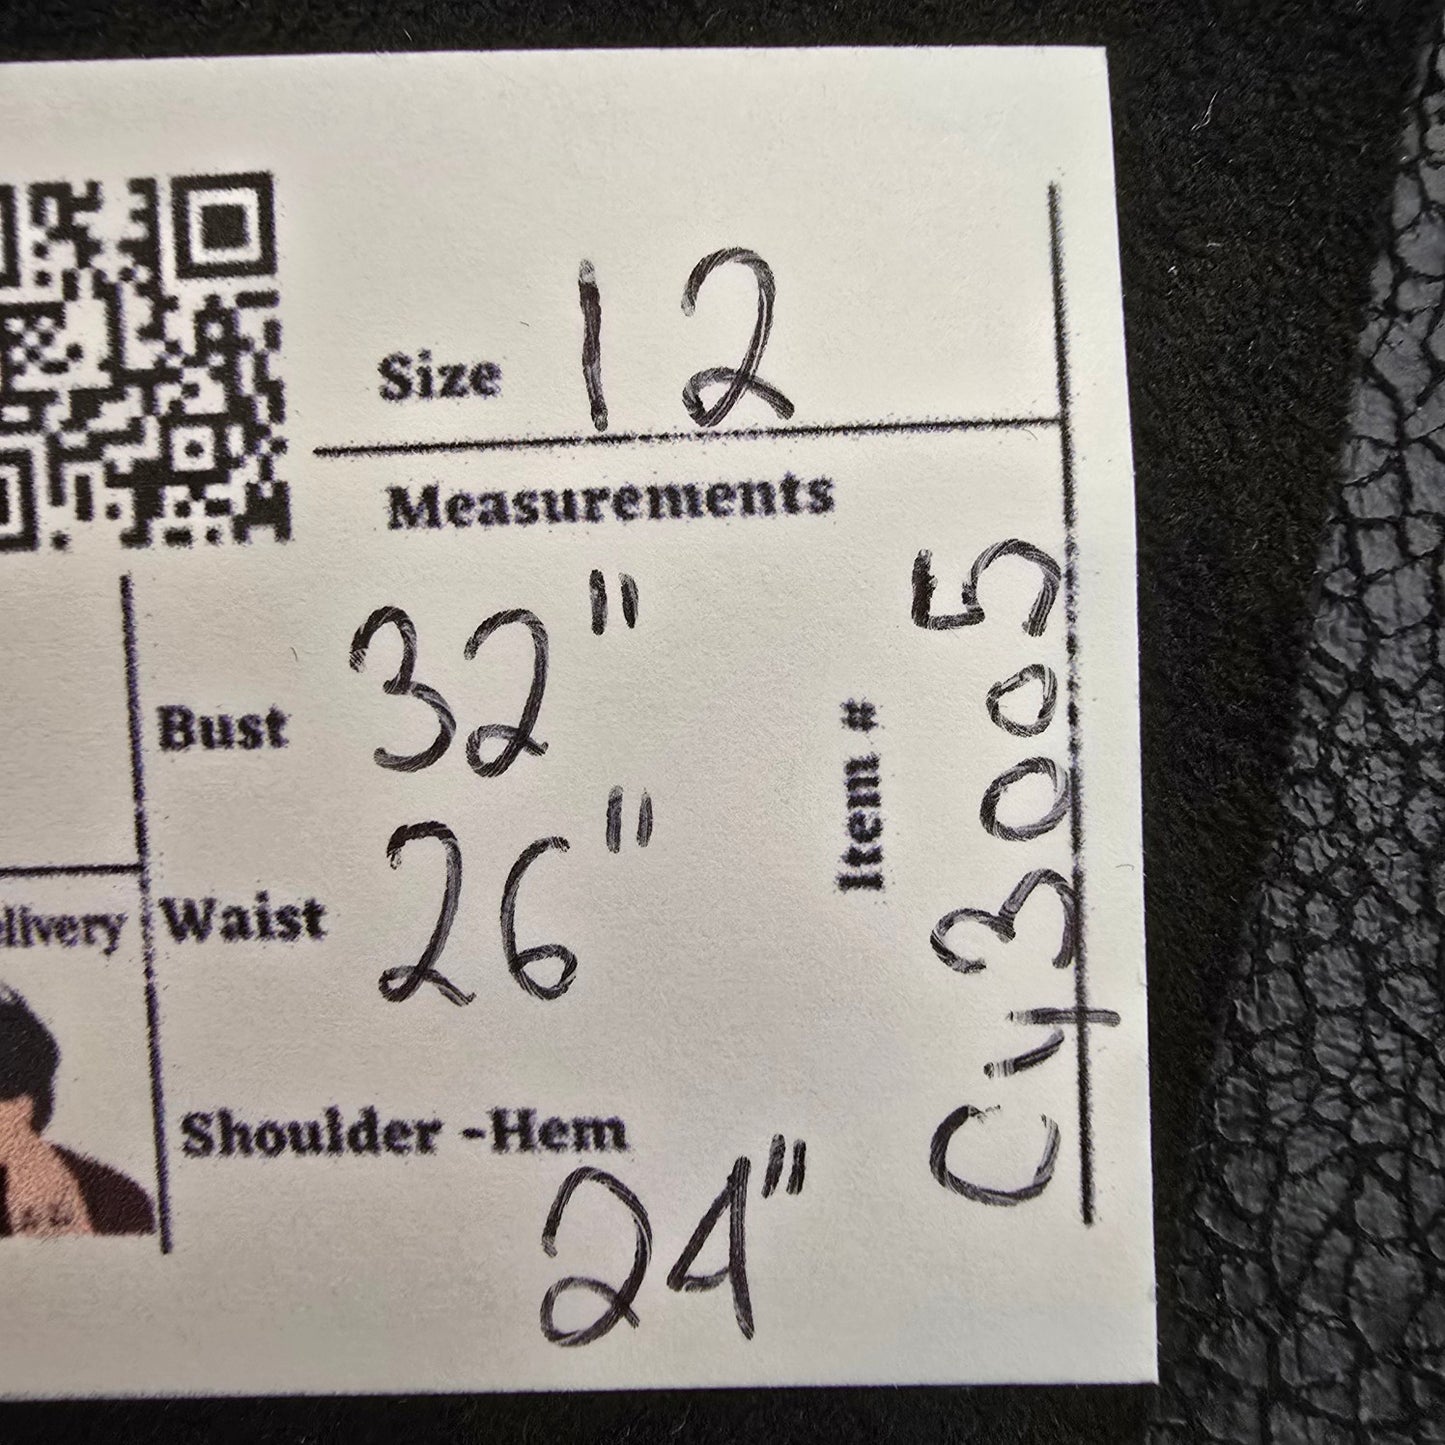 Size 12
Measurements
Bust 32"
Waist 26"
Shoulder -Hem
24"
Item #
C43005
elivery